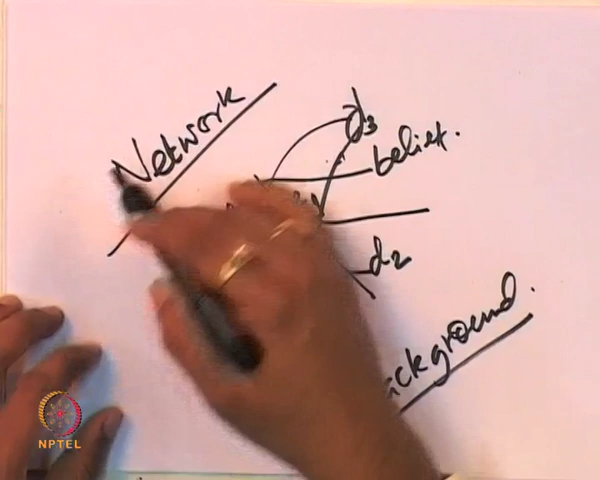 Network
d3
belief.
d2
ckground.
NPTEL